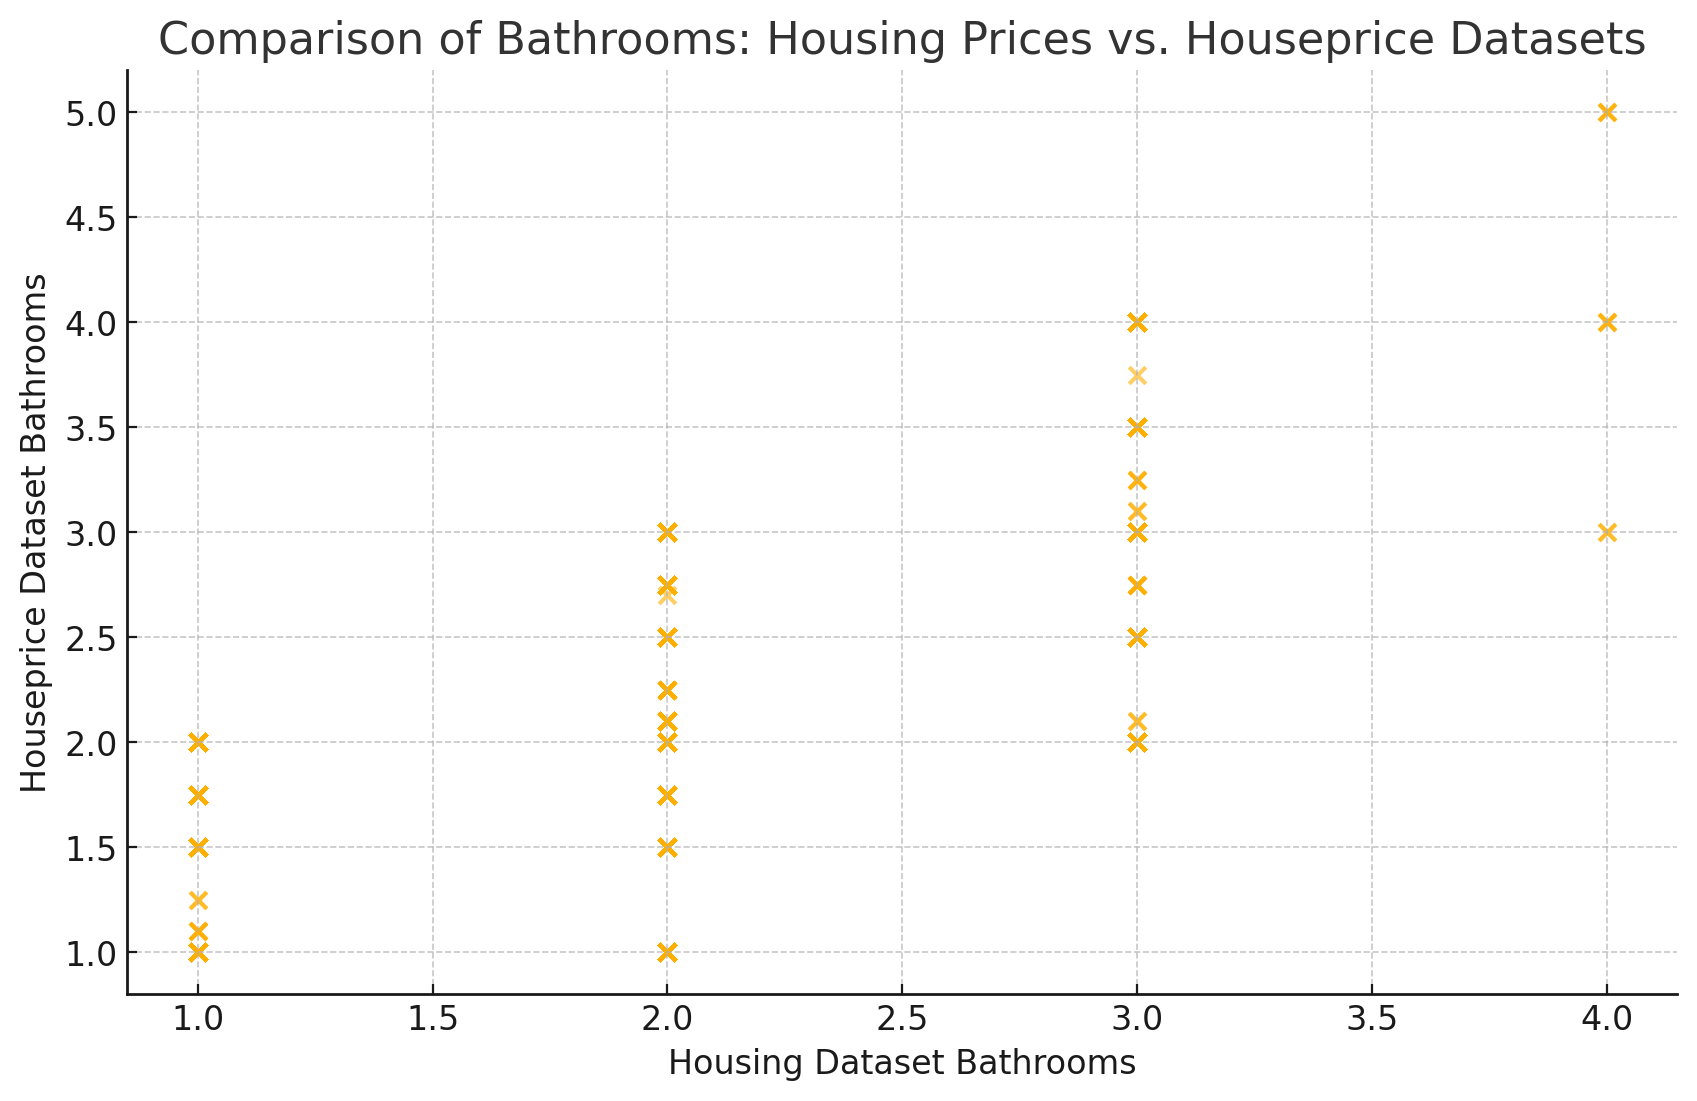 Comparison of Bathrooms: Housing Prices vs. Houseprice Datasets
Houseprice Dataset Bathrooms
5.0
4.5
4.0
3.5
3.0
2.5
2.0
1.5
1.0
1.0 1.5 2.0 2.5 3.0 3.5 4.0
Housing Dataset Bathrooms